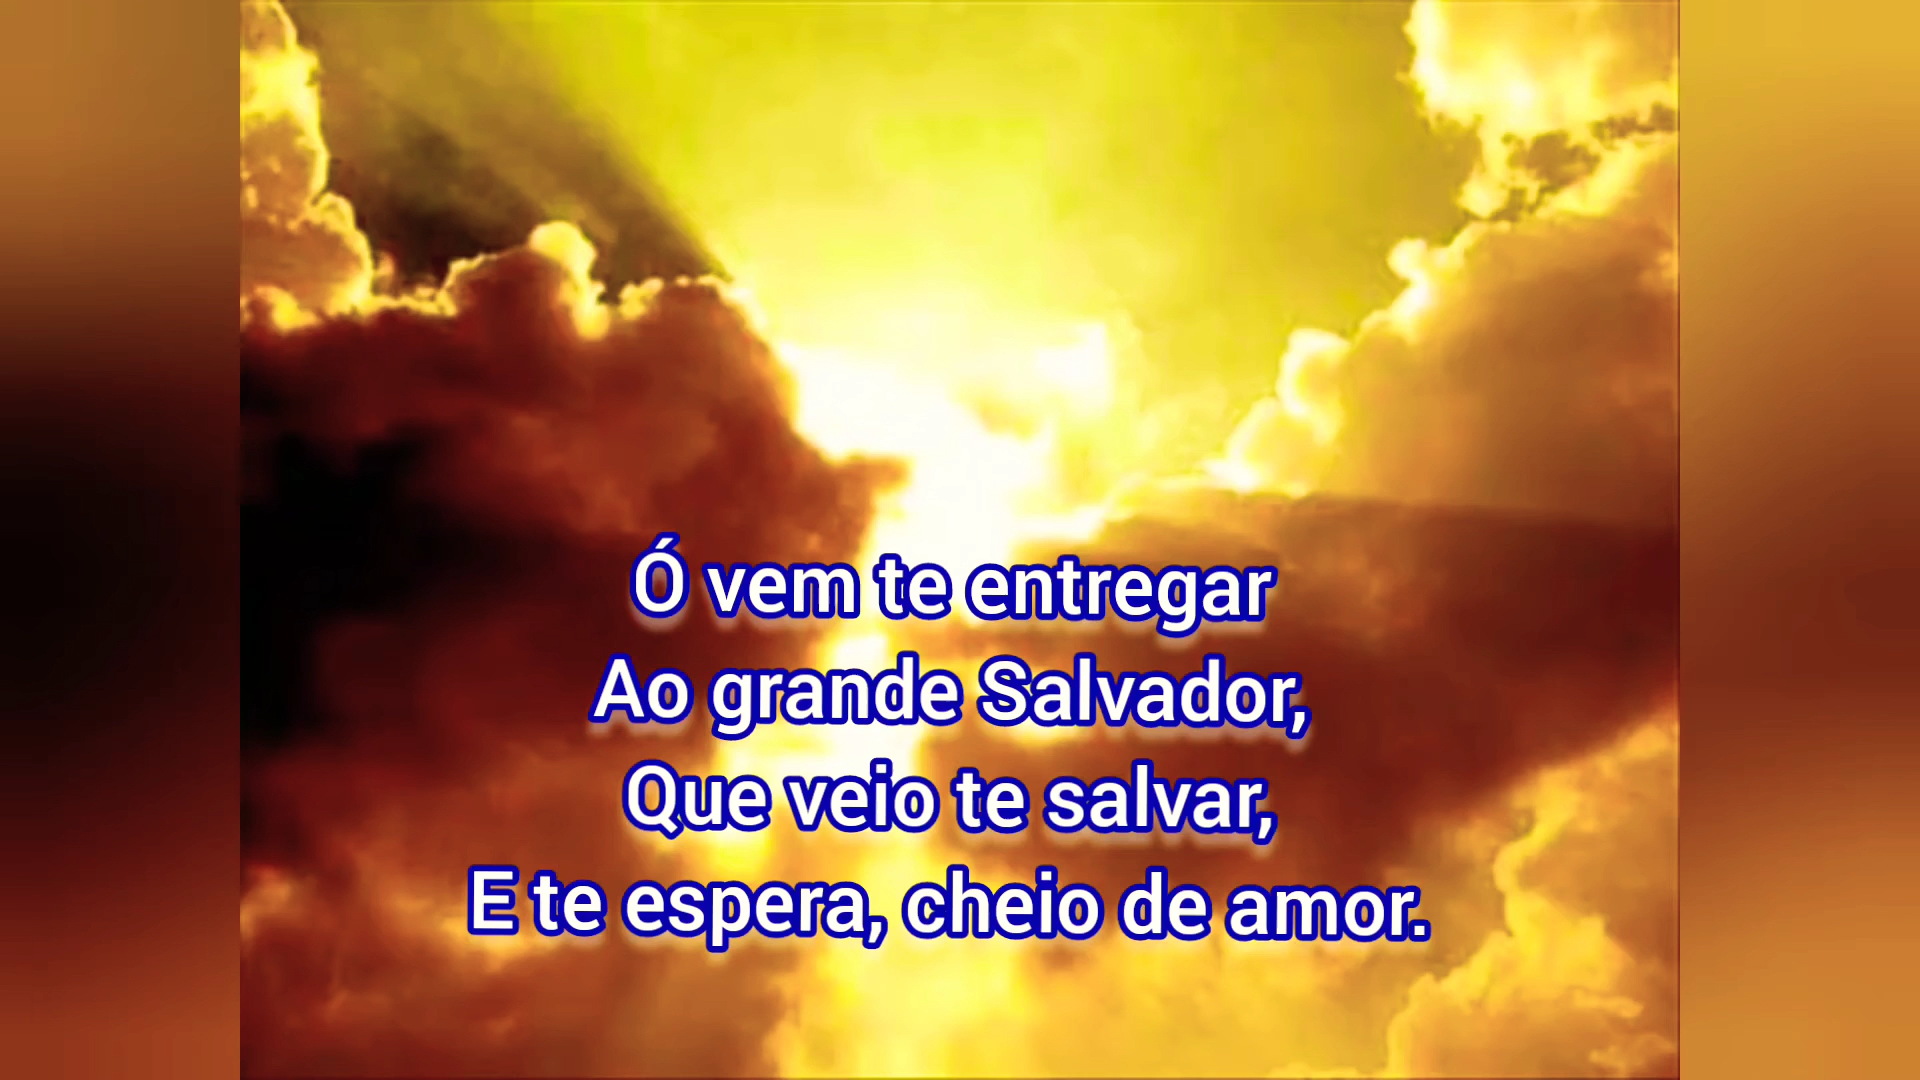 Ó vem te entregar
Ao grande Salvador,
Que veio te salvar,
E te espera, cheio de amor.